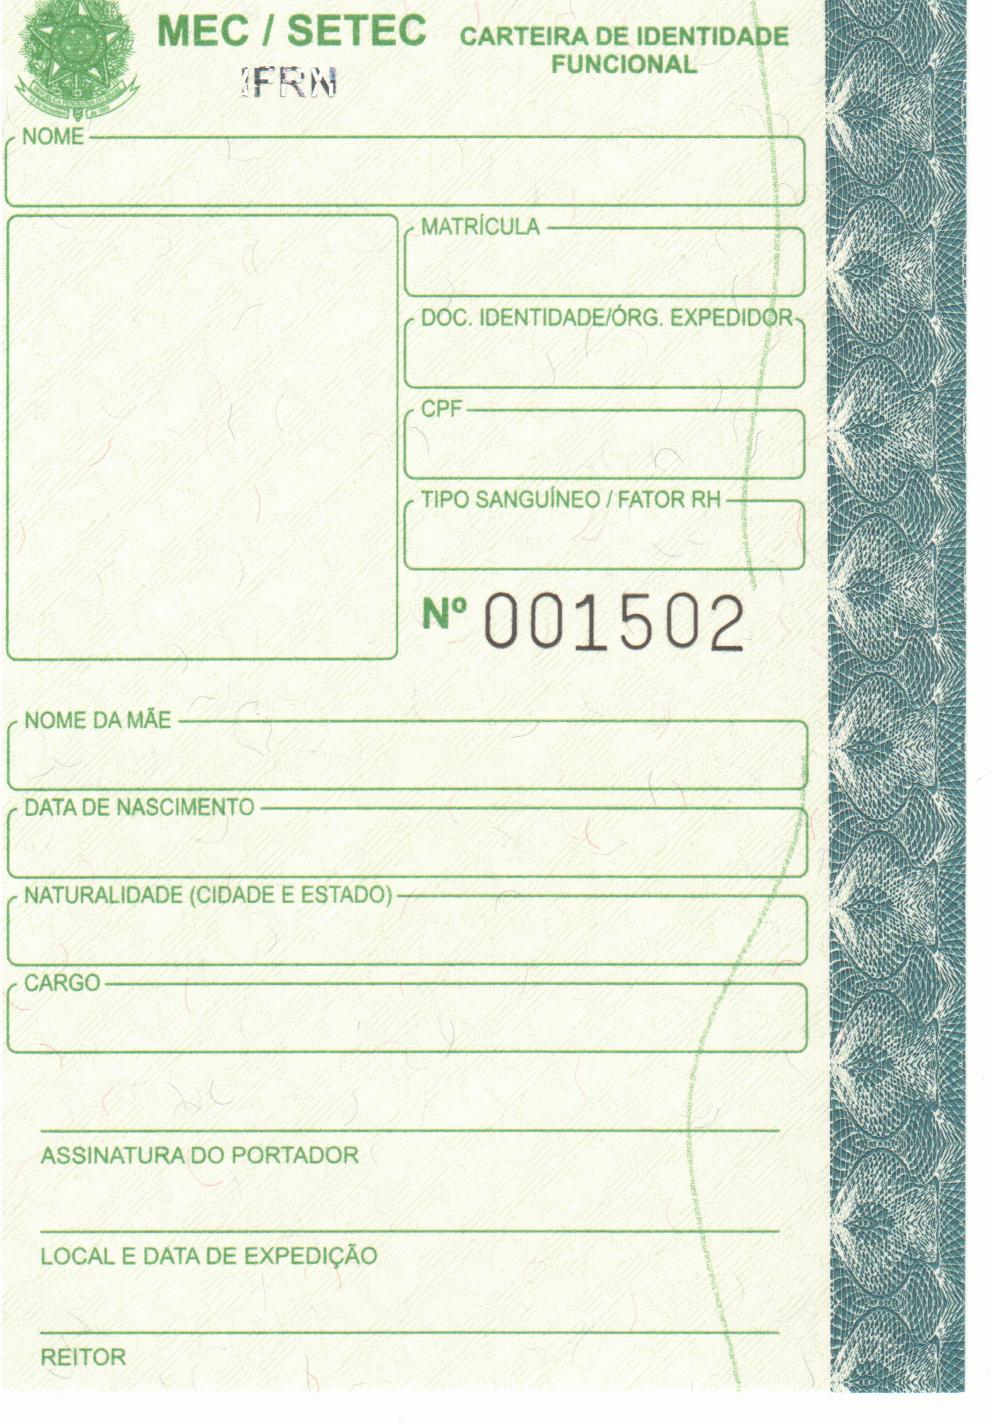 MEC / SETEC
IFRN
CARTEIRA DE IDENTIDADE
FUNCIONAL
NOME
MATRÍCULA
DOC. IDENTIDADE/ÓRG. EXPEDIDOR
CPF
TIPO SANGUÍNEO / FATOR RH
Nº 001502
NOME DA MÃE
DATA DE NASCIMENTO
NATURALIDADE (CIDADE E ESTADO)
CARGO
ASSINATURA DO PORTADOR
LOCAL E DATA DE EXPEDIÇÃO
REITOR